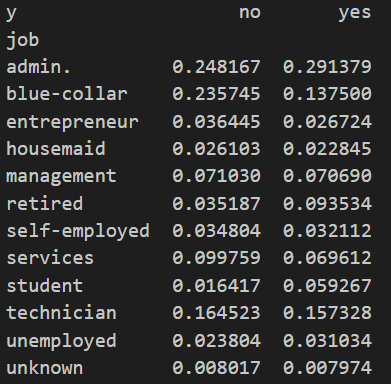 y no yes
job
admin. 0.248167 0.291379
blue-collar 0.235745 0.137500
entrepreneur 0.036445 0.026724
housemaid 0.026103 0.022845
management 0.071030 0.070690
retired 0.035187 0.093534
self-employed 0.034804 0.032112
services 0.099759 0.069612
student 0.016417 0.059267
technician 0.164523 0.157328
unemployed 0.023804 0.031034
unknown 0.008017 0.007974